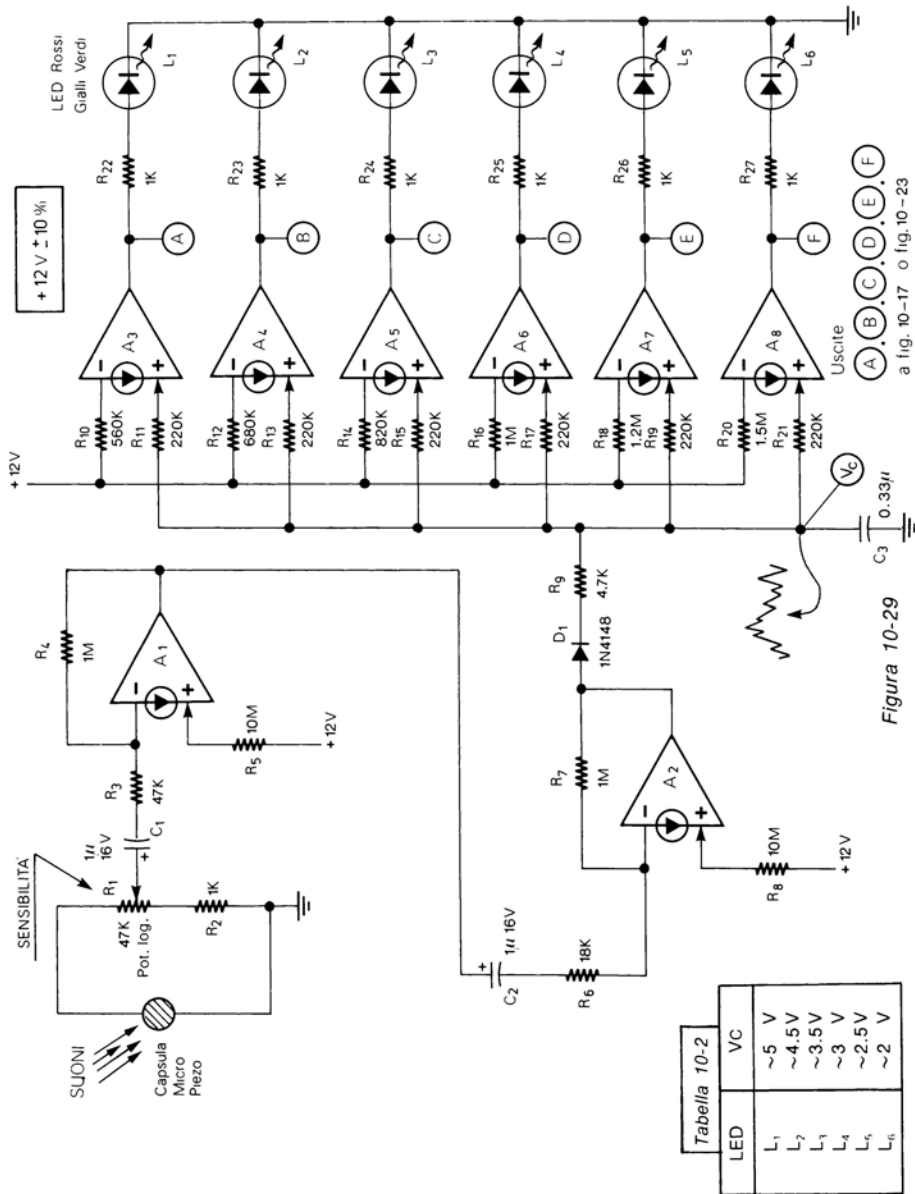 SENSIBILITÀ
SUONI
Capsula
Micro
Piezo
R1
47K
Pot. log.
R2
1K
1µ
16V
+
C1
R3
47K
R4
1M
A1
−
+
10M
R5
+12V
+
C2
1µ 16V
R6
18K
R7
1M
A2
−
+
10M
R8
+12V
D1
1N4148
R9
4.7K
VC
C3
0.33µ
+12V
R10
560K
R11
220K
−
+
A3
A
R22
1K
L1
R12
680K
R13
220K
−
+
A4
B
R23
1K
L2
R14
820K
R15
220K
−
+
A5
C
R24
1K
L3
R16
1M
R17
220K
−
+
A6
D
R25
1K
L4
R18
1.2M
R19
220K
−
+
A7
E
R26
1K
L5
R20
1.5M
R21
220K
−
+
A8
F
R27
1K
L6
+12V ±10%
LED Rossi
Gialli Verdi
Uscite
A . B . C . D . E . F
a fig. 10-17 o fig. 10-23
Figura 10-29
Tabella 10-2
LED VC
L1 ~5 V
L2 ~4.5V
L3 ~3.5V
L4 ~3 V
L5 ~2.5V
L6 ~2 V